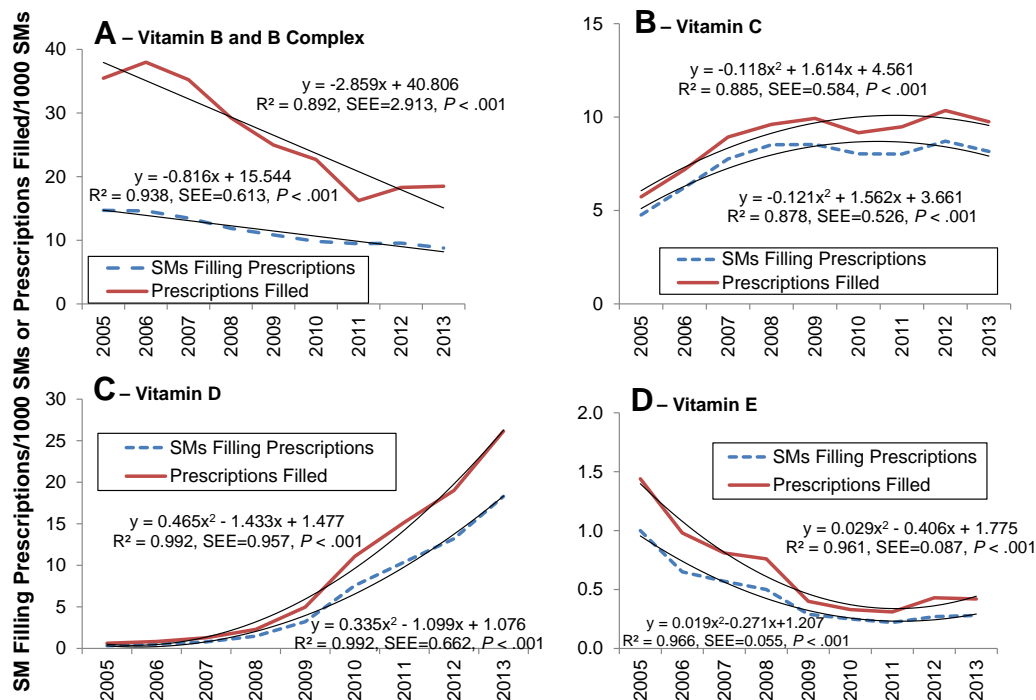 SM Filling Prescriptions/1000 SMs or Prescriptions Filled/1000 SMs
A – Vitamin B and B Complex
40
30
20
10
0
y = -2.859x + 40.806
R² = 0.892, SEE=2.913, P < .001
y = -0.816x + 15.544
R² = 0.938, SEE=0.613, P < .001
SMs Filling Prescriptions
Prescriptions Filled
2005
2006
2007
2008
2009
2010
2011
2012
2013
B – Vitamin C
15
10
5
0
y = -0.118x² + 1.614x + 4.561
R² = 0.885, SEE=0.584, P < .001
y = -0.121x² + 1.562x + 3.661
R² = 0.878, SEE=0.526, P < .001
SMs Filling Prescriptions
Prescriptions Filled
2005
2006
2007
2008
2009
2010
2011
2012
2013
C – Vitamin D
30
25
20
15
10
5
0
SMs Filling Prescriptions
Prescriptions Filled
y = 0.465x² - 1.433x + 1.477
R² = 0.992, SEE=0.957, P < .001
y = 0.335x² - 1.099x + 1.076
R² = 0.992, SEE=0.662, P < .001
2005
2006
2007
2008
2009
2010
2011
2012
2013
D – Vitamin E
2.0
1.5
1.0
0.5
0.0
SMs Filling Prescriptions
Prescriptions Filled
y = 0.029x² - 0.406x + 1.775
R² = 0.961, SEE=0.087, P < .001
y = 0.019x²-0.271x+1.207
R² = 0.966, SEE=0.055, P < .001
2005
2006
2007
2008
2009
2010
2011
2012
2013